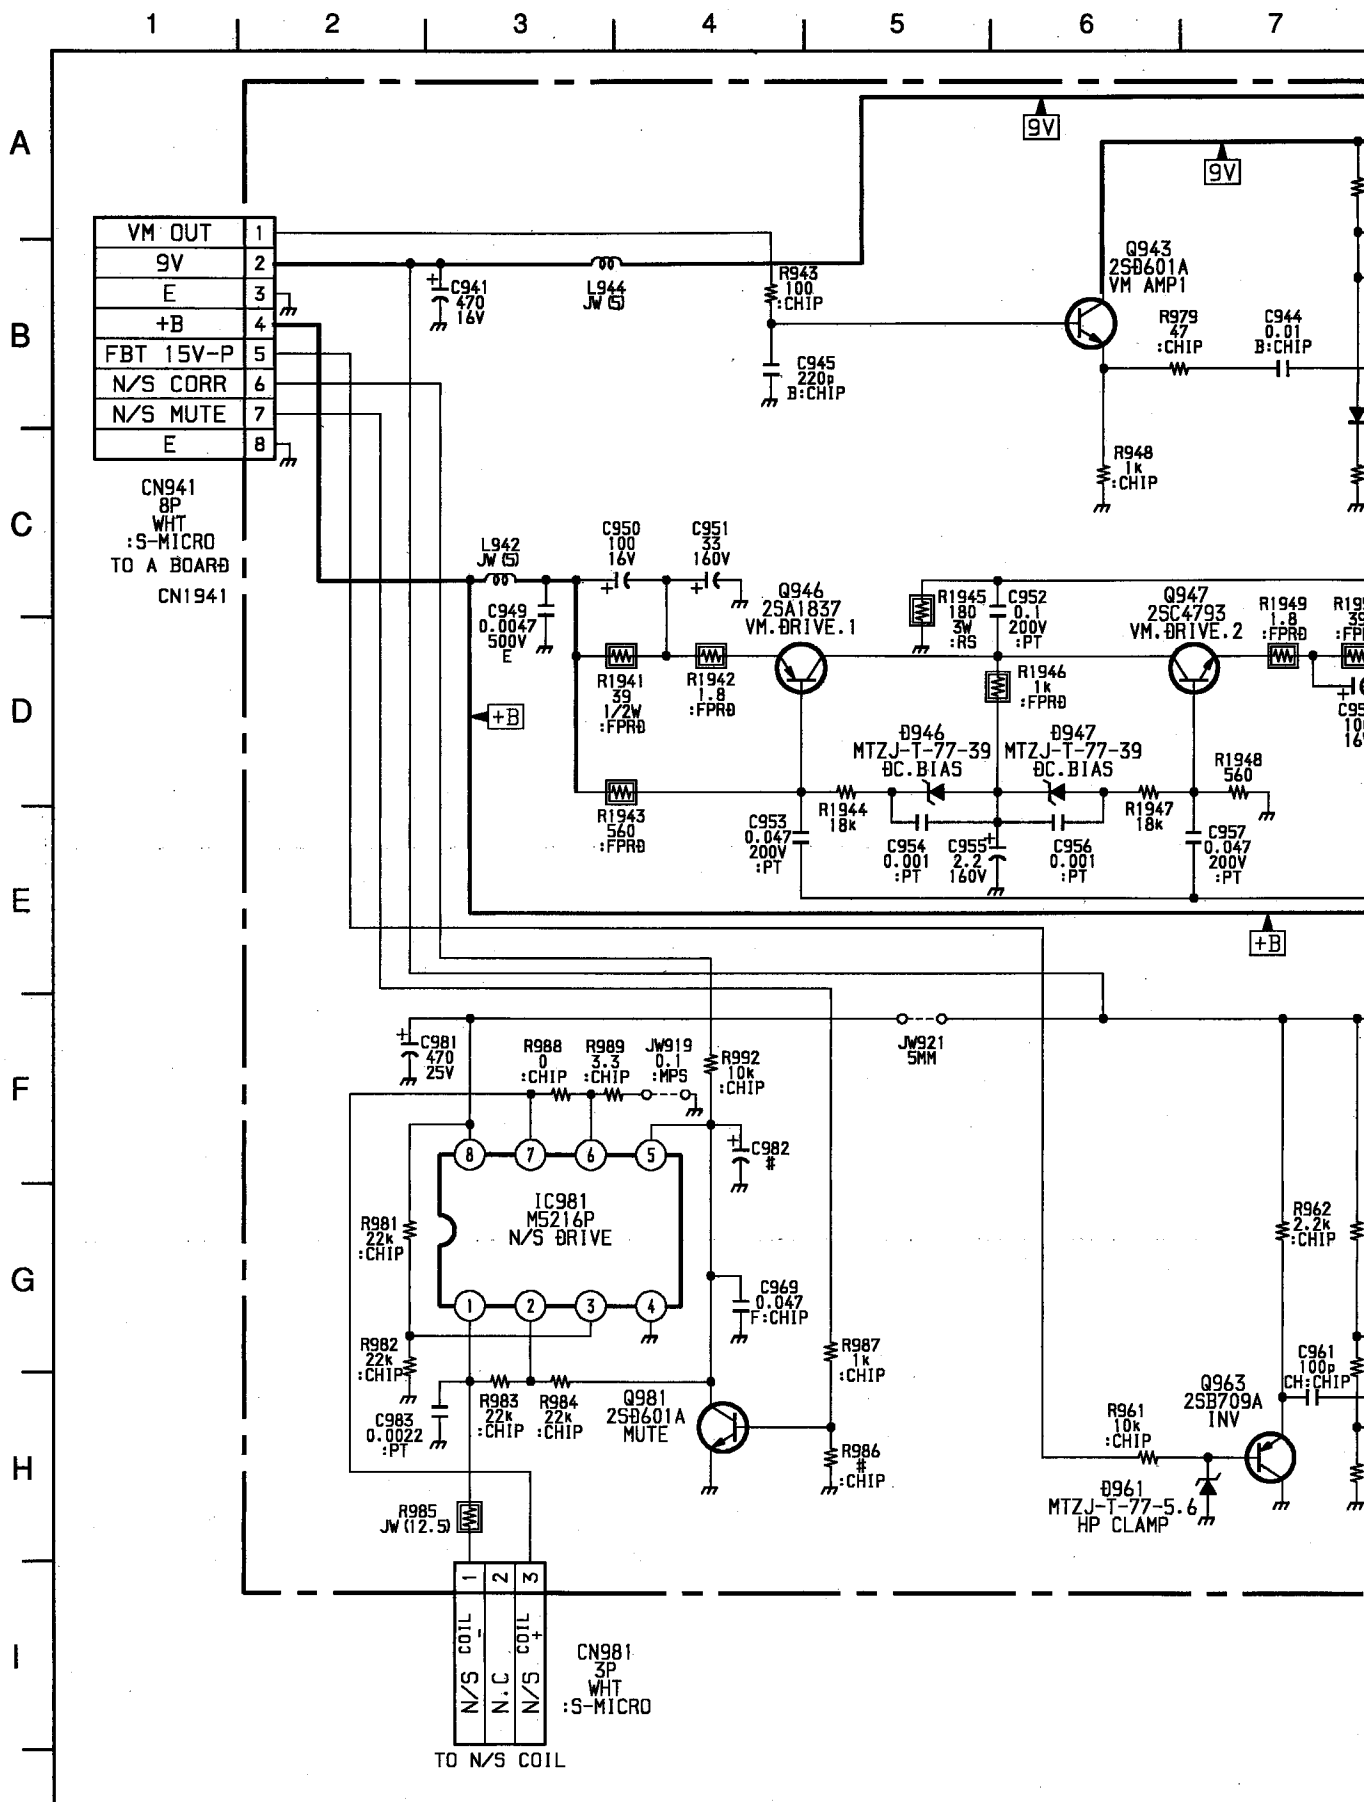 1 2 3 4 5 6 7
A
B
C
D
E
F
G
H
I
9V
9V
VM OUT 1
9V 2
E 3
+B 4
FBT 15V-P 5
N/S CORR 6
N/S MUTE 7
E 8
CN941
8P
WHT
:S-MICRO
TO A BOARD
CN1941
+
C941
470
16V
L944
JW (5)
R943
100
:CHIP
C945
220p
B:CHIP
Q943
2SD601A
VM AMP1
R979
47
:CHIP
C944
0.01
B:CHIP
R948
1k
:CHIP
L942
JW (5)
C949
0.0047
500V
E
C950
100
16V
+
C951
33
160V
+
Q946
2SA1837
VM.DRIVE.1
R1945
180
3W
:RS
C952
0.1
200V
:PT
Q947
2SC4793
VM.DRIVE.2
R1949
1.8
:FPRD
R1941
39
1/2W
:FPRD
R1942
1.8
:FPRD
R1946
1k
:FPRD
+
+B
D946
MTZJ-T-77-39
DC.BIAS
D947
MTZJ-T-77-39
DC.BIAS
R1948
560
R1943
560
:FPRD
R1944
18k
R1947
18k
C953
0.047
200V
:PT
C954
0.001
:PT
+
C955
2.2
160V
C956
0.001
:PT
C957
0.047
200V
:PT
+B
+
C981
470
25V
R988
0
:CHIP
R989
3.3
:CHIP
JW919
0.1
:MPS
R992
10k
:CHIP
JW921
5MM
8 7 6 5
+
C982
#
IC981
M5216P
N/S DRIVE
R981
22k
:CHIP
1 2 3 4
C969
0.047
F:CHIP
R962
2.2k
:CHIP
R982
22k
:CHIP
R987
1k
:CHIP
C961
100p
CH:CHIP
C983
0.0022
:PT
R983
22k
:CHIP
R984
22k
:CHIP
Q981
2SD601A
MUTE
R986
#
:CHIP
R961
10k
:CHIP
Q963
2SB709A
INV
D961
MTZJ-T-77-5.6
HP CLAMP
R985
JW(12.5)
1 2 3
N/S COIL -
N.C
N/S COIL +
CN981
3P
WHT
:S-MICRO
TO N/S COIL